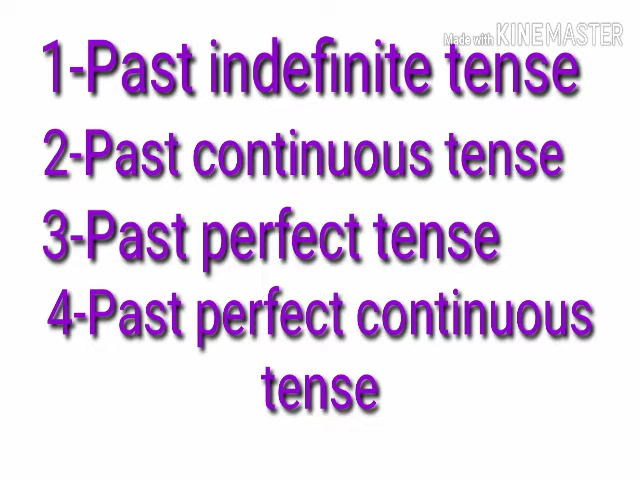 Made with KINEMASTER
1-Past indefinite tense
2-Past continuous tense
3-Past perfect tense
4-Past perfect continuous
tense